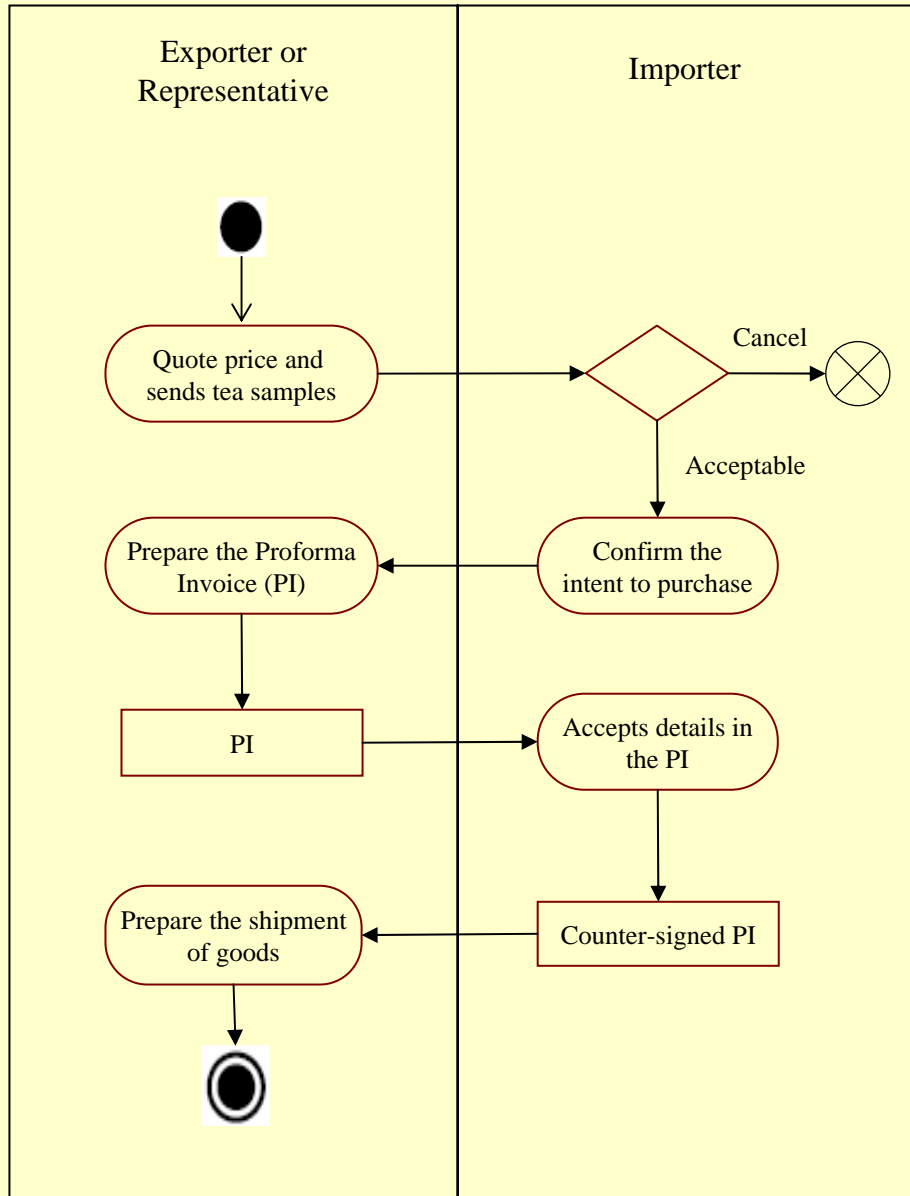 Exporter or
Representative
Importer
Quote price and
sends tea samples
Cancel
Acceptable
Prepare the Proforma
Invoice (PI)
Confirm the
intent to purchase
PI
Accepts details in
the PI
Prepare the shipment
of goods
Counter-signed PI